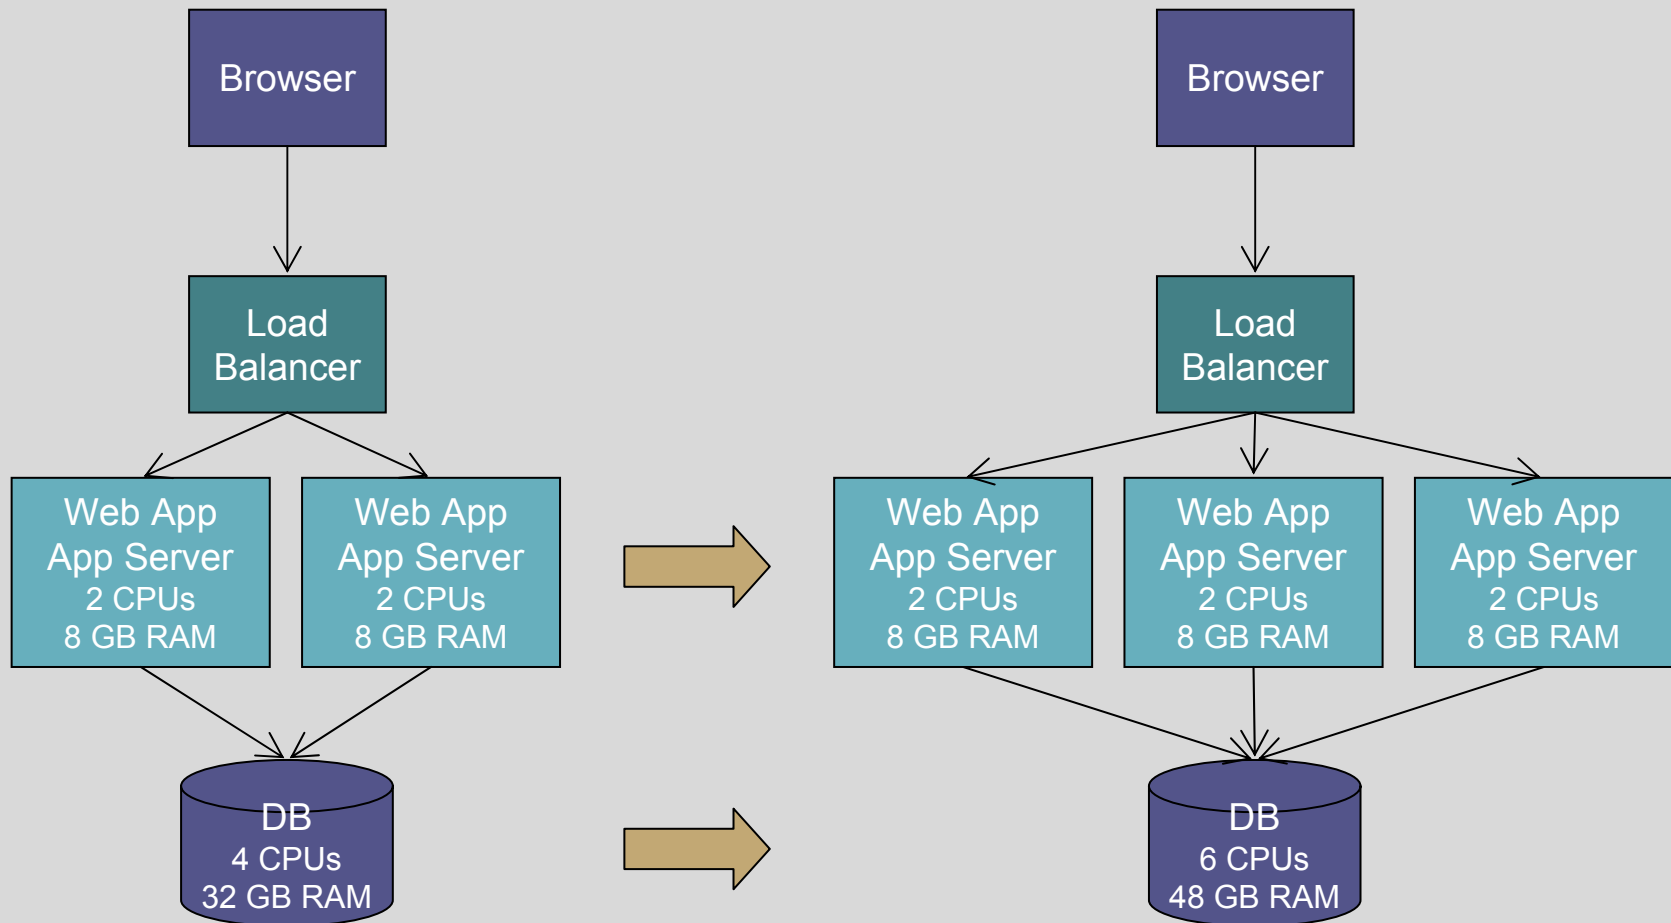 Browser
Load
Balancer
Web App
App Server
2 CPUs
8 GB RAM
Web App
App Server
2 CPUs
8 GB RAM
DB
4 CPUs
32 GB RAM
Browser
Load
Balancer
Web App
App Server
2 CPUs
8 GB RAM
Web App
App Server
2 CPUs
8 GB RAM
Web App
App Server
2 CPUs
8 GB RAM
DB
6 CPUs
48 GB RAM